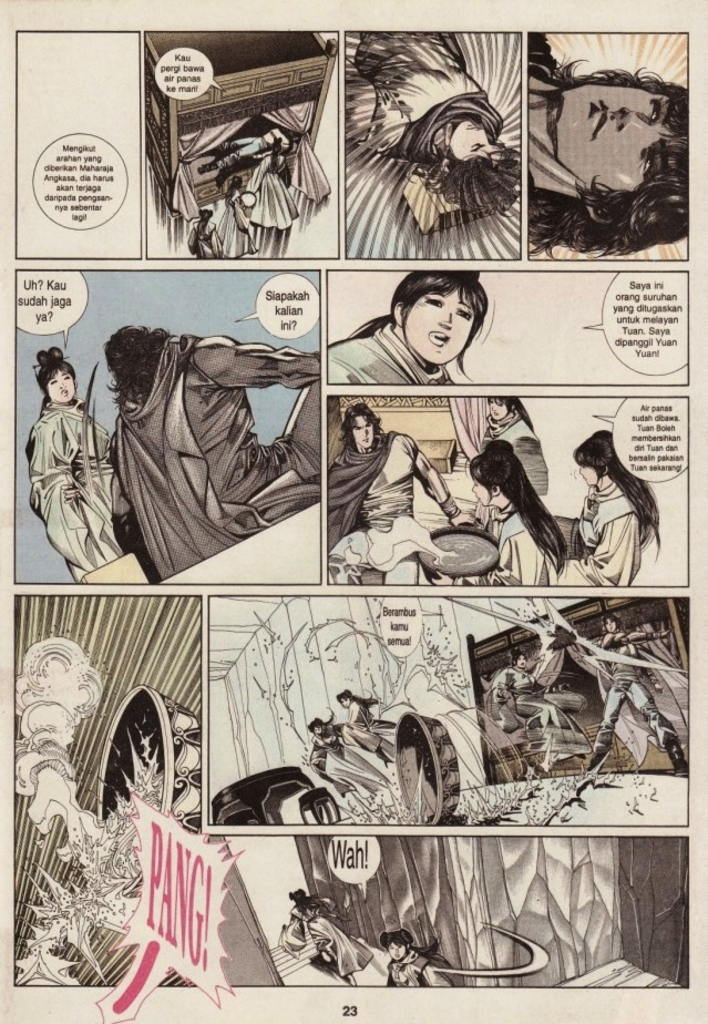 Mengikut
arahan yang
diberikan Maharaja
Angkasa, dia harus
akan terjaga
daripada pengsan-
nya sebentar
lagi!
Kau
pergi bawa
air panas
ke mari!
Uh? Kau
sudah jaga
ya?
Siapakah
kalian
ini?
Saya ini
orang suruhan
yang ditugaskan
untuk melayan
Tuan. Saya
dipanggil Yuan
Yuan!
Air panas
sudah dibawa.
Tuan Boleh
membersihkan
diri Tuan dan
bersalin pakaian
Tuan sekarang!
Berambus
kamu
semua!
PANG!
Wah!
23